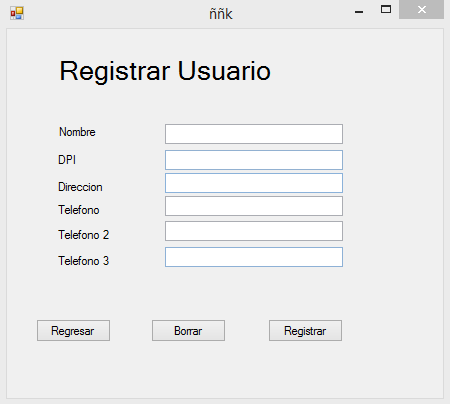 ññk
Registrar Usuario
Nombre
DPI
Direccion
Telefono
Telefono 2
Telefono 3
Regresar Borrar Registrar